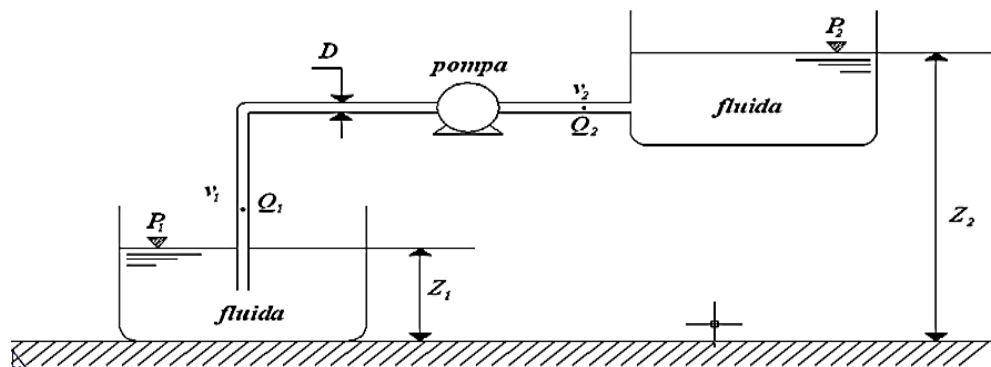 D
pompa
P₂
v₂
Q₂
fluida
v₁
Q₁
P₁
Z₁
Z₂
fluida